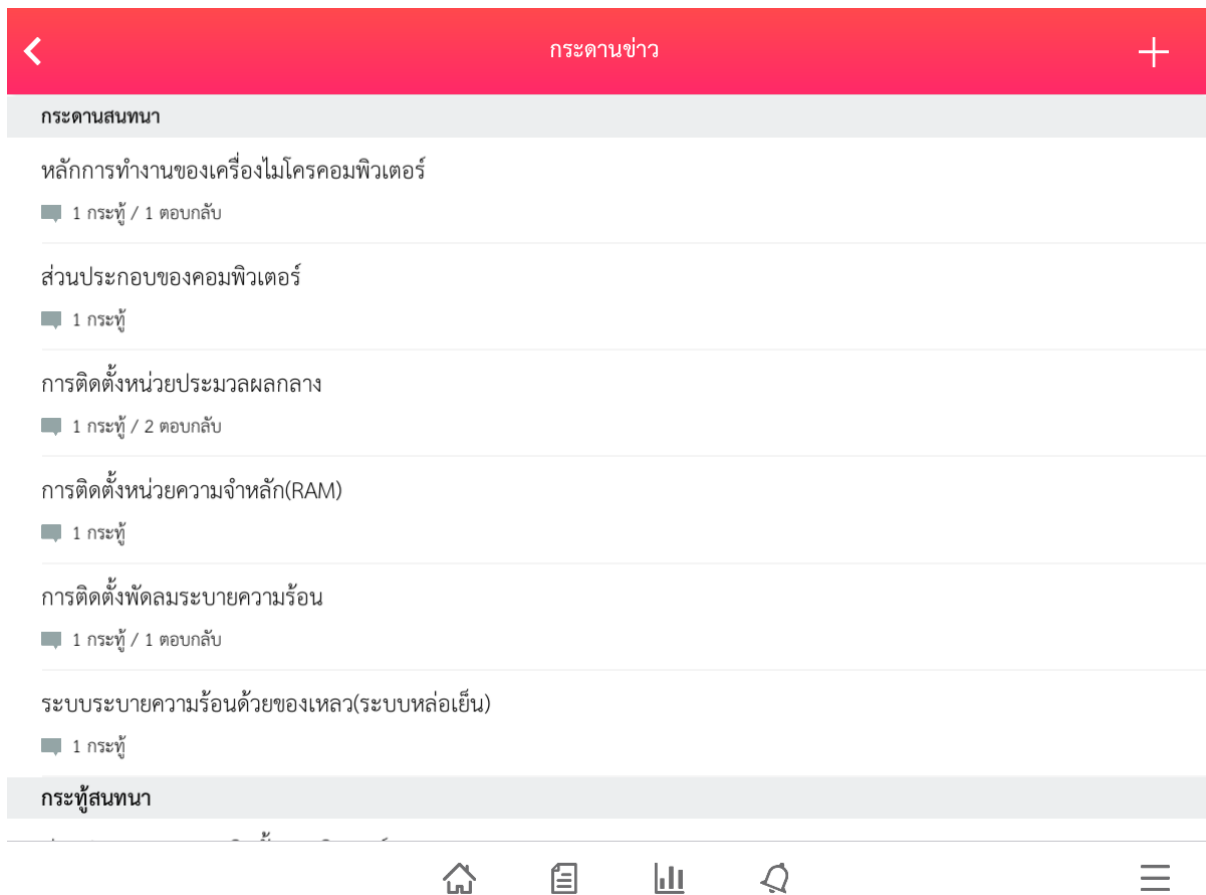 กระดานข่าว
กระดานสนทนา
หลักการทำงานของเครื่องไมโครคอมพิวเตอร์
1 กระทู้ / 1 ตอบกลับ
ส่วนประกอบของคอมพิวเตอร์
1 กระทู้
การติดตั้งหน่วยประมวลผลกลาง
1 กระทู้ / 2 ตอบกลับ
การติดตั้งหน่วยความจำหลัก(RAM)
1 กระทู้
การติดตั้งพัดลมระบายความร้อน
1 กระทู้ / 1 ตอบกลับ
ระบบระบายความร้อนด้วยของเหลว(ระบบหล่อเย็น)
1 กระทู้
กระทู้สนทนา